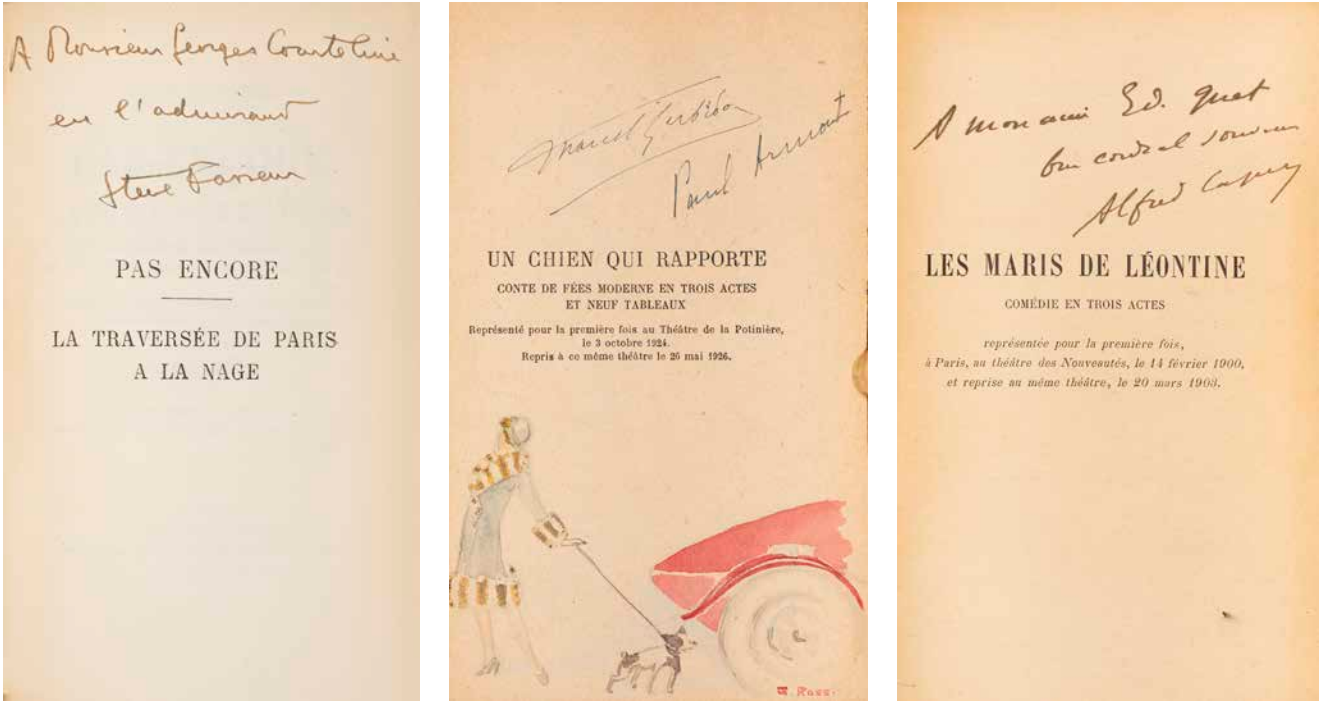 A Monsieur Georges Courteline
en l'admirant
Steve Passeur
PAS ENCORE
LA TRAVERSÉE DE PARIS
A LA NAGE
Marcel Gerbidon
Paul Armont
UN CHIEN QUI RAPPORTE
CONTE DE FÉES MODERNE EN TROIS ACTES
ET NEUF TABLEAUX
Représenté pour la première fois au Théâtre de la Potinière,
le 3 octobre 1924.
Repris à ce même théâtre le 26 mai 1926.
A mon ami Ed. Quet
bon cordial souvenir
Alfred Capus
LES MARIS DE LÉONTINE
COMÉDIE EN TROIS ACTES
représentée pour la première fois,
à Paris, au théâtre des Nouveautés, le 14 février 1900,
et reprise au même théâtre, le 20 mars 1903.